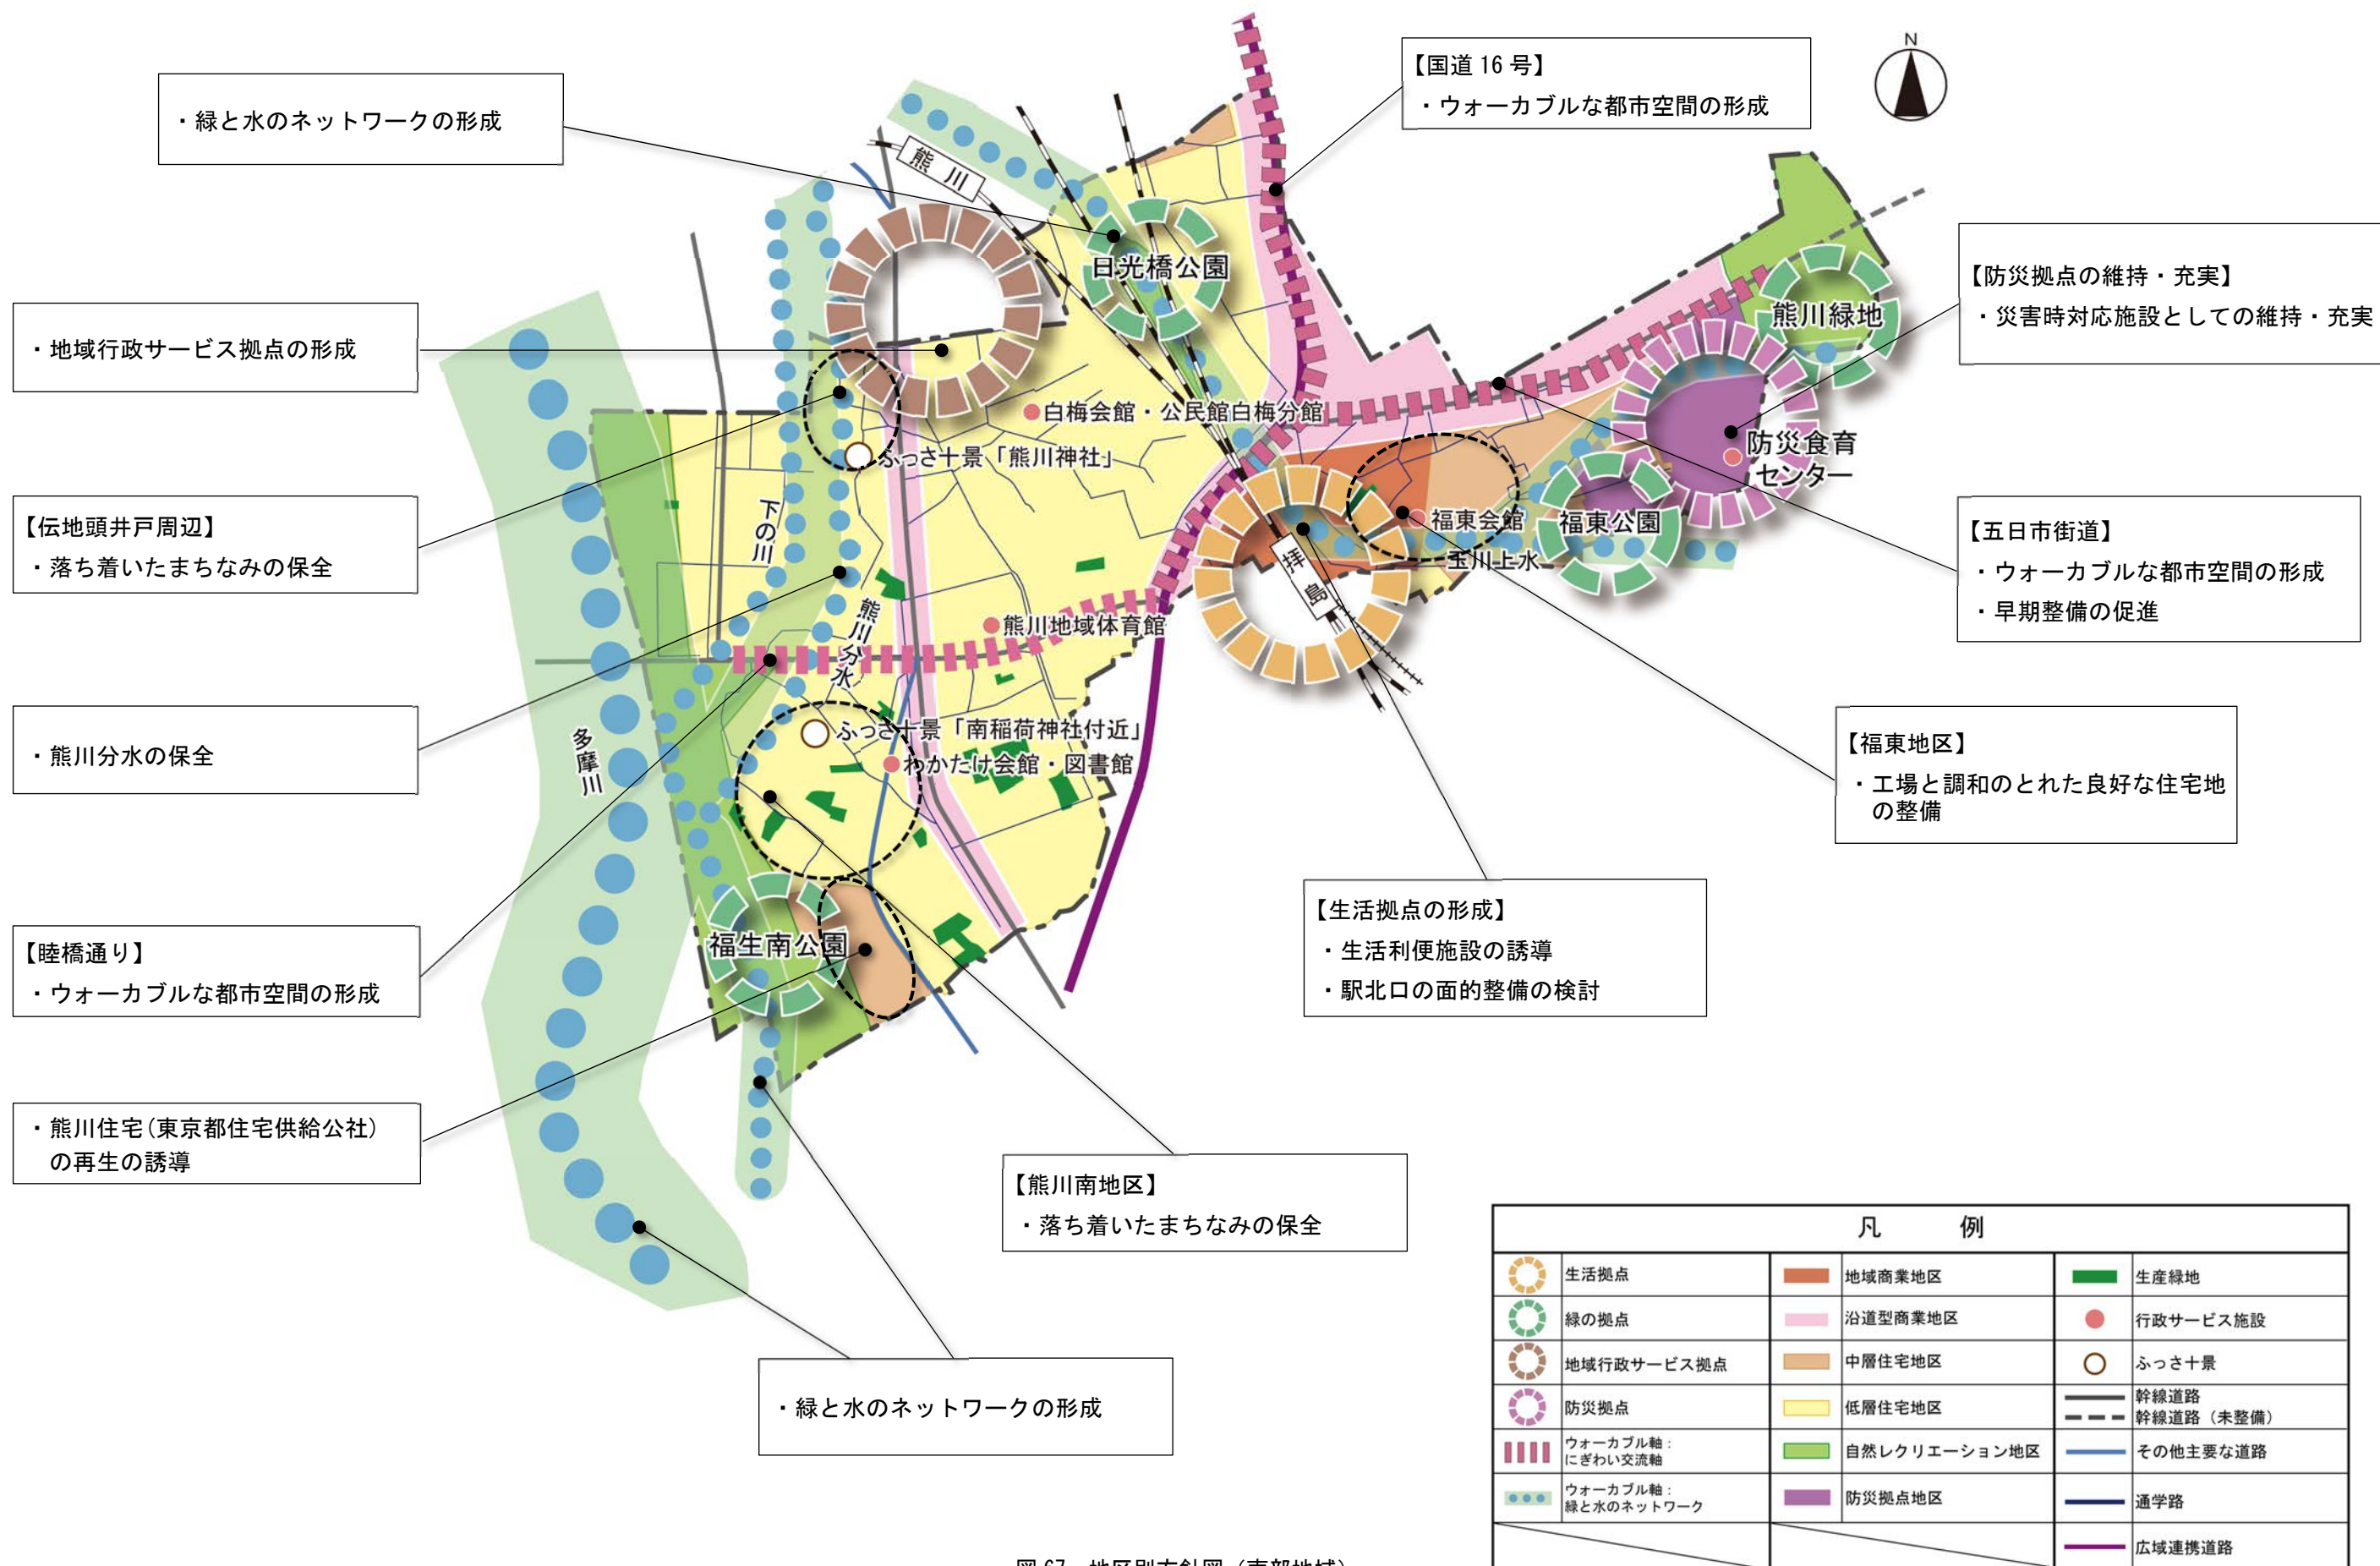 ・緑と水のネットワークの形成
【国道16号】
・ウォーカブルな都市空間の形成
N
熊川
日光橋公園
熊川緑地
【防災拠点の維持・充実】
・災害時対応施設としての維持・充実
・地域行政サービス拠点の形成
白梅会館・公民館白梅分館
ふっさ十景「熊川神社」
防災食育
センター
【伝地頭井戸周辺】
・落ち着いたまちなみの保全
下の川
福東会館
福東公園
玉川上水
拝島
【五日市街道】
・ウォーカブルな都市空間の形成
・早期整備の促進
熊川分水
熊川地域体育館
・熊川分水の保全
多摩川
ふっさ十景「南稲荷神社付近」
わかたけ会館・図書館
【福東地区】
・工場と調和のとれた良好な住宅地
の整備
【睦橋通り】
・ウォーカブルな都市空間の形成
福生南公園
【生活拠点の形成】
・生活利便施設の誘導
・駅北口の面的整備の検討
・熊川住宅(東京都住宅供給公社)
の再生の誘導
【熊川南地区】
・落ち着いたまちなみの保全
・緑と水のネットワークの形成
凡例
生活拠点
地域商業地区
生産緑地
緑の拠点
沿道型商業地区
行政サービス施設
地域行政サービス拠点
中層住宅地区
ふっさ十景
防災拠点
低層住宅地区
幹線道路
幹線道路（未整備）
ウォーカブル軸：
にぎわい交流軸
自然レクリエーション地区
その他主要な道路
ウォーカブル軸：
緑と水のネットワーク
防災拠点地区
通学路
広域連携道路
図67 地区別方針図（南部地域）